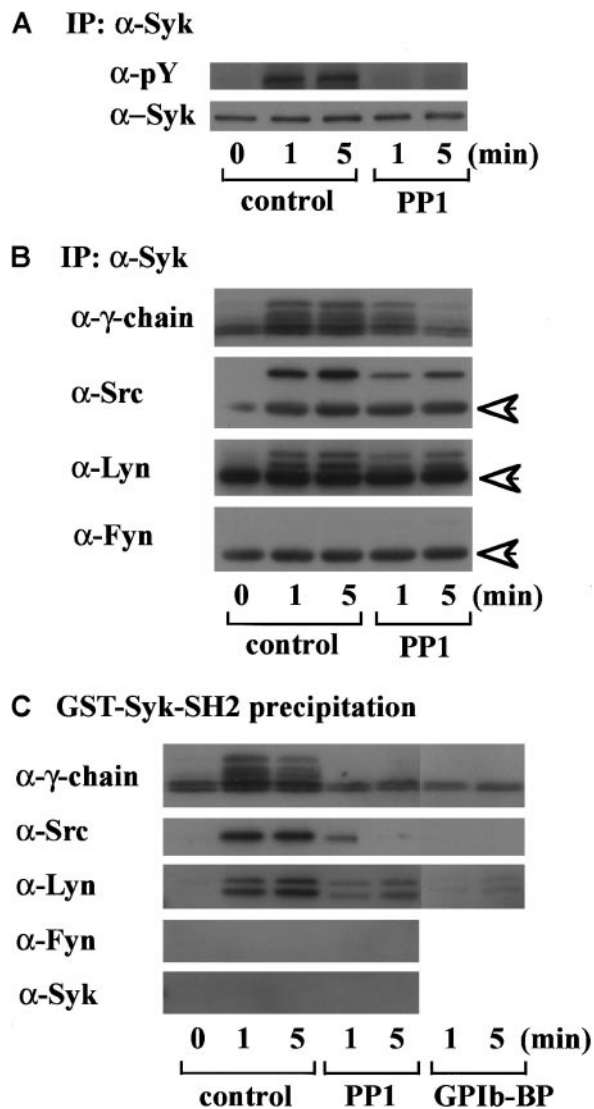 A IP: α-Syk
α-pY
α–Syk
0 1 5 1 5 (min)
control PP1
B IP: α-Syk
α-γ-chain
α-Src
α-Lyn
α-Fyn
0 1 5 1 5 (min)
control PP1
C GST-Syk-SH2 precipitation
α-γ-chain
α-Src
α-Lyn
α-Fyn
α-Syk
0 1 5 1 5 1 5 (min)
control PP1 GPIb-BP